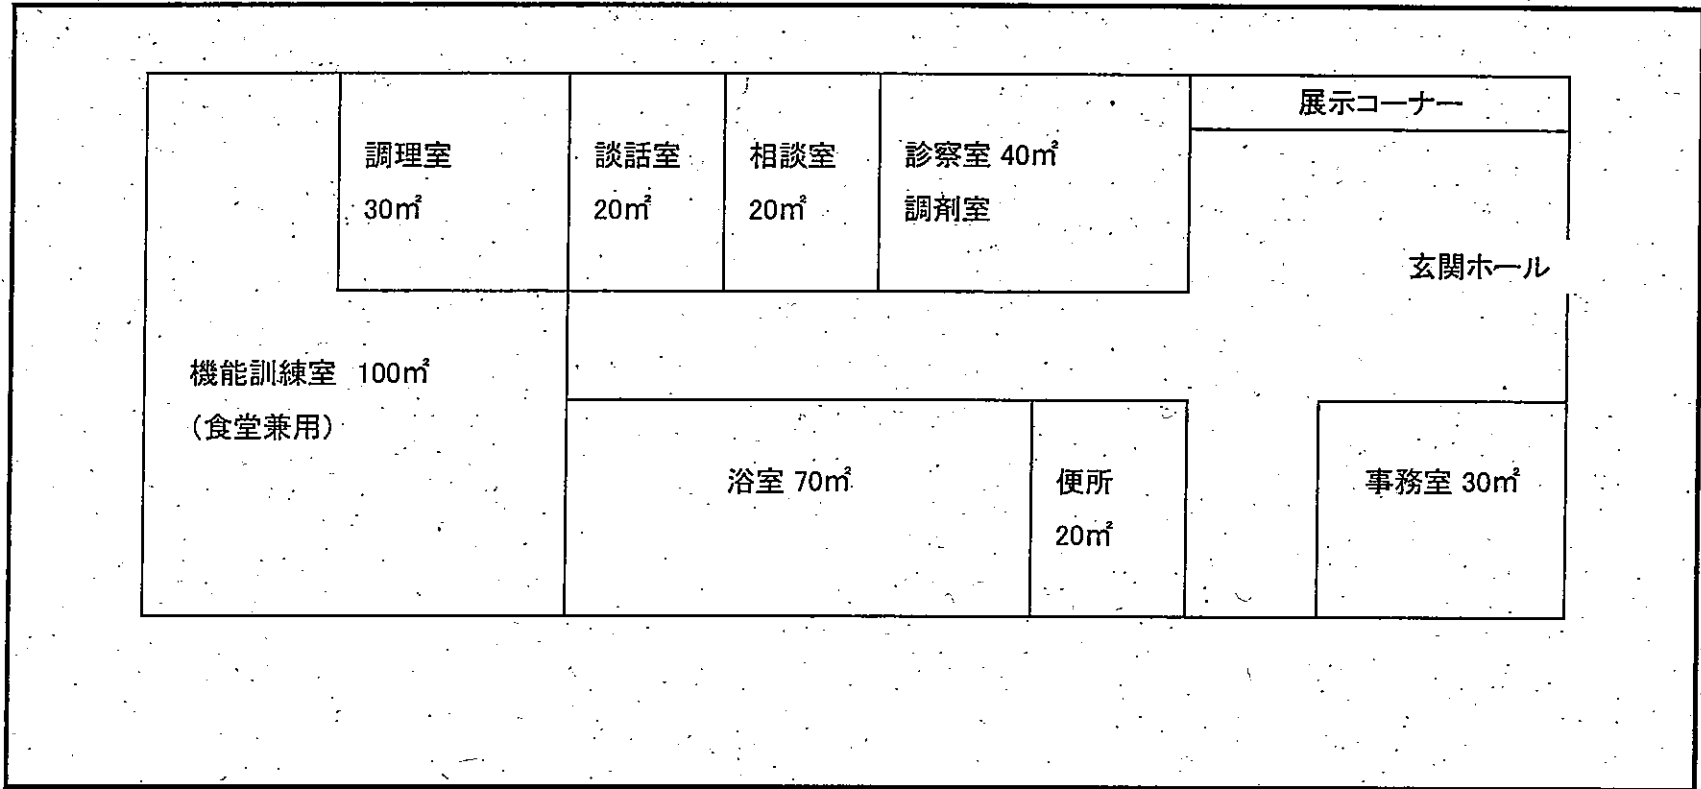 展示コーナー
調理室
30㎡
談話室
20㎡
相談室
20㎡
診察室 40㎡
調剤室
玄関ホール
機能訓練室 100㎡
(食堂兼用)
浴室 70㎡
便所
20㎡
事務室 30㎡